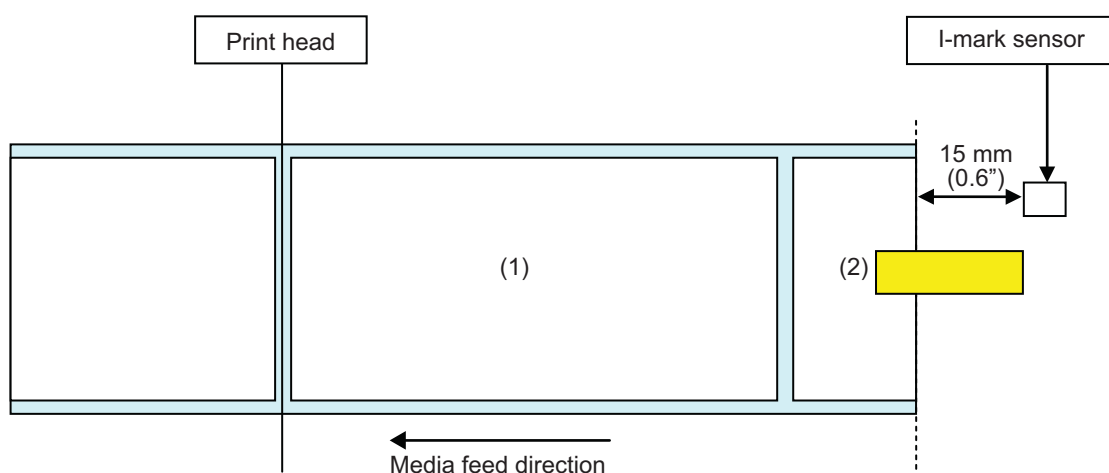 Print head
I-mark sensor
15 mm
(0.6”)
(1)
(2)
Media feed direction